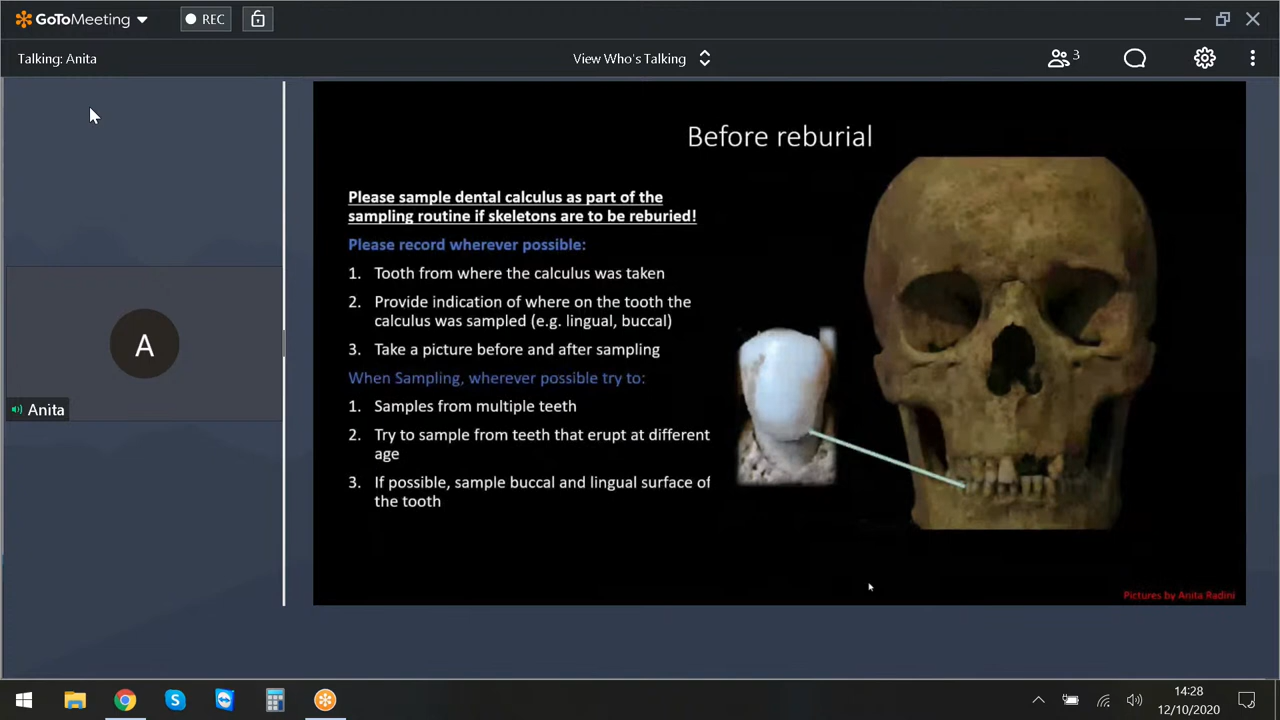 GoToMeeting
REC
Talking: Anita
View Who's Talking
3
A
Anita
Before reburial
Please sample dental calculus as part of the
sampling routine if skeletons are to be reburied!
Please record wherever possible:
1. Tooth from where the calculus was taken
2. Provide indication of where on the tooth the
calculus was sampled (e.g. lingual, buccal)
3. Take a picture before and after sampling
When Sampling, wherever possible try to:
1. Samples from multiple teeth
2. Try to sample from teeth that erupt at different
age
3. If possible, sample buccal and lingual surface of
the tooth
Pictures by Anita Radini
14:28
12/10/2020